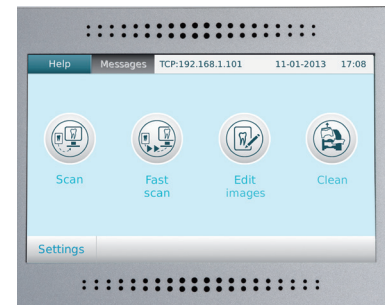 Help Messages TCP:192.168.1.101 11-01-2013 17:08
Scan Fast scan Edit images Clean
Settings